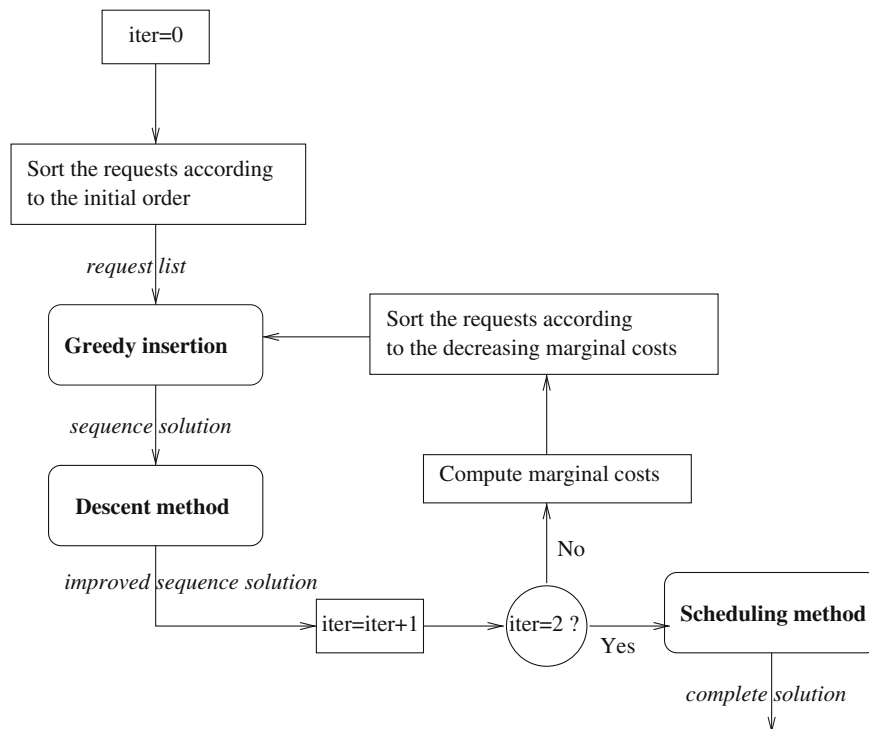 iter=0
Sort the requests according
to the initial order
request list
Greedy insertion
Sort the requests according
to the decreasing marginal costs
sequence solution
Compute marginal costs
Descent method
No
improved sequence solution
iter=iter+1
iter=2 ?
Yes
Scheduling method
complete solution